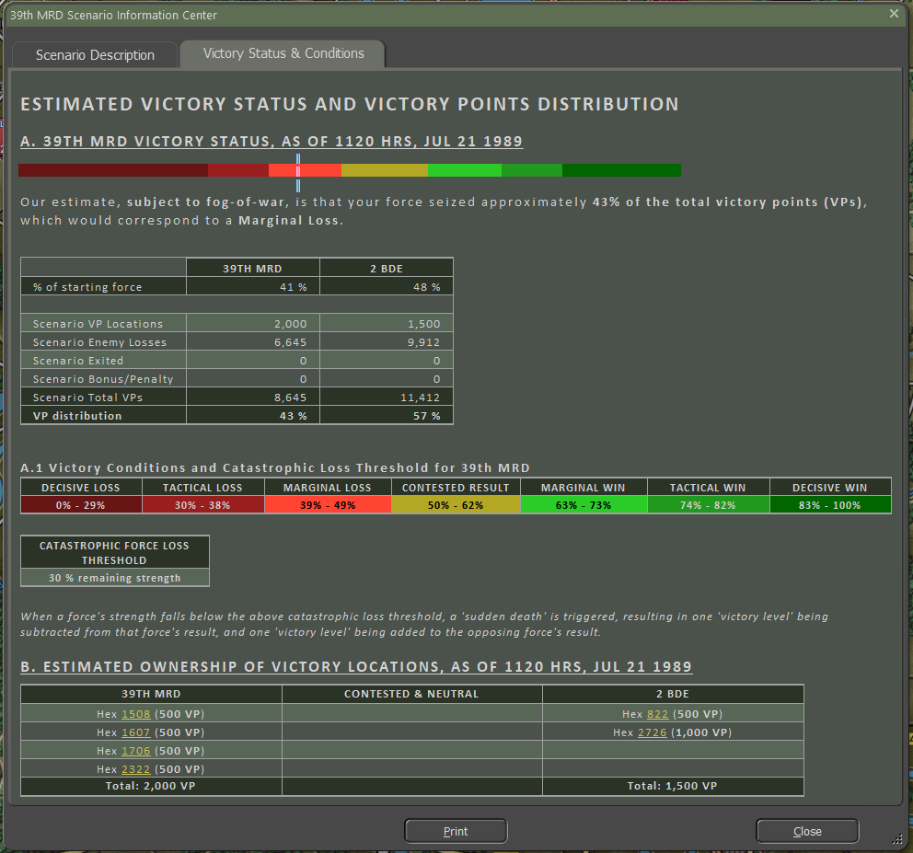 39th MRD Scenario Information Center
Scenario Description
Victory Status & Conditions
ESTIMATED VICTORY STATUS AND VICTORY POINTS DISTRIBUTION
A. 39TH MRD VICTORY STATUS, AS OF 1120 HRS, JUL 21 1989
Our estimate, subject to fog-of-war, is that your force seized approximately 43% of the total victory points (VPs),
which would correspond to a Marginal Loss.
39TH MRD 2 BDE
% of starting force 41 % 48 %
Scenario VP Locations 2,000 1,500
Scenario Enemy Losses 6,645 9,912
Scenario Exited 0 0
Scenario Bonus/Penalty 0 0
Scenario Total VPs 8,645 11,412
VP distribution 43 % 57 %
A.1 Victory Conditions and Catastrophic Loss Threshold for 39th MRD
DECISIVE LOSS TACTICAL LOSS MARGINAL LOSS CONTESTED RESULT MARGINAL WIN TACTICAL WIN DECISIVE WIN
0% - 29% 30% - 38% 39% - 49% 50% - 62% 63% - 73% 74% - 82% 83% - 100%
CATASTROPHIC FORCE LOSS
THRESHOLD
30 % remaining strength
When a force's strength falls below the above catastrophic loss threshold, a 'sudden death' is triggered, resulting in one 'victory level' being
subtracted from that force's result, and one 'victory level' being added to the opposing force's result.
B. ESTIMATED OWNERSHIP OF VICTORY LOCATIONS, AS OF 1120 HRS, JUL 21 1989
39TH MRD CONTESTED & NEUTRAL 2 BDE
Hex 1508 (500 VP) Hex 822 (500 VP)
Hex 1607 (500 VP) Hex 2726 (1,000 VP)
Hex 1706 (500 VP)
Hex 2322 (500 VP)
Total: 2,000 VP Total: 1,500 VP
Print
Close